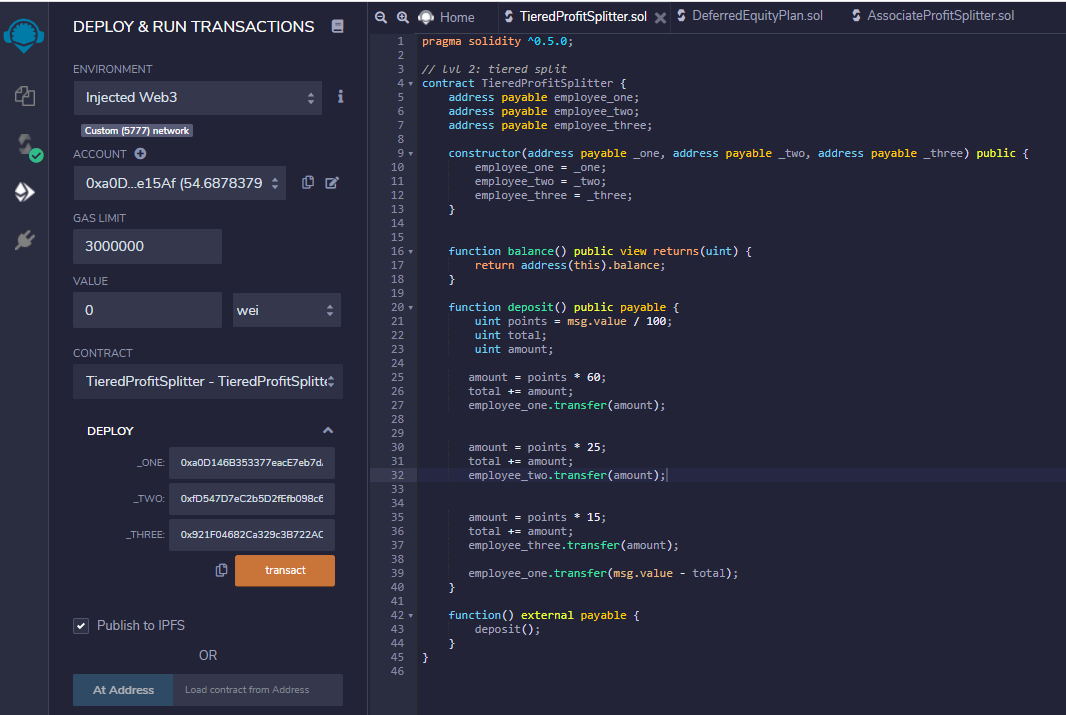 DEPLOY & RUN TRANSACTIONS
ENVIRONMENT
Injected Web3
Custom (5777) network
ACCOUNT
0xa0D...e15Af (54.6878379
GAS LIMIT
3000000
VALUE
0
wei
CONTRACT
TieredProfitSplitter - TieredProfitSplitte
DEPLOY
_ONE:
0xa0D146B353377eacE7eb7d
_TWO:
0xfD547D7eC2b5D2fEfb098c6
_THREE:
0x921F04682Ca329c3B722AC
transact
Publish to IPFS
OR
At Address
Load contract from Address
Home
TieredProfitSplitter.sol
DeferredEquityPlan.sol
AssociateProfitSplitter.sol
1 pragma solidity ^0.5.0;
2
3 // lvl 2: tiered split
4 contract TieredProfitSplitter {
5 address payable employee_one;
6 address payable employee_two;
7 address payable employee_three;
8
9 constructor(address payable _one, address payable _two, address payable _three) public {
10 employee_one = _one;
11 employee_two = _two;
12 employee_three = _three;
13 }
14
15
16 function balance() public view returns(uint) {
17 return address(this).balance;
18 }
19
20 function deposit() public payable {
21 uint points = msg.value / 100;
22 uint total;
23 uint amount;
24
25 amount = points * 60;
26 total += amount;
27 employee_one.transfer(amount);
28
29
30 amount = points * 25;
31 total += amount;
32 employee_two.transfer(amount);
33
34
35 amount = points * 15;
36 total += amount;
37 employee_three.transfer(amount);
38
39 employee_one.transfer(msg.value - total);
40 }
41
42 function() external payable {
43 deposit();
44 }
45 }
46